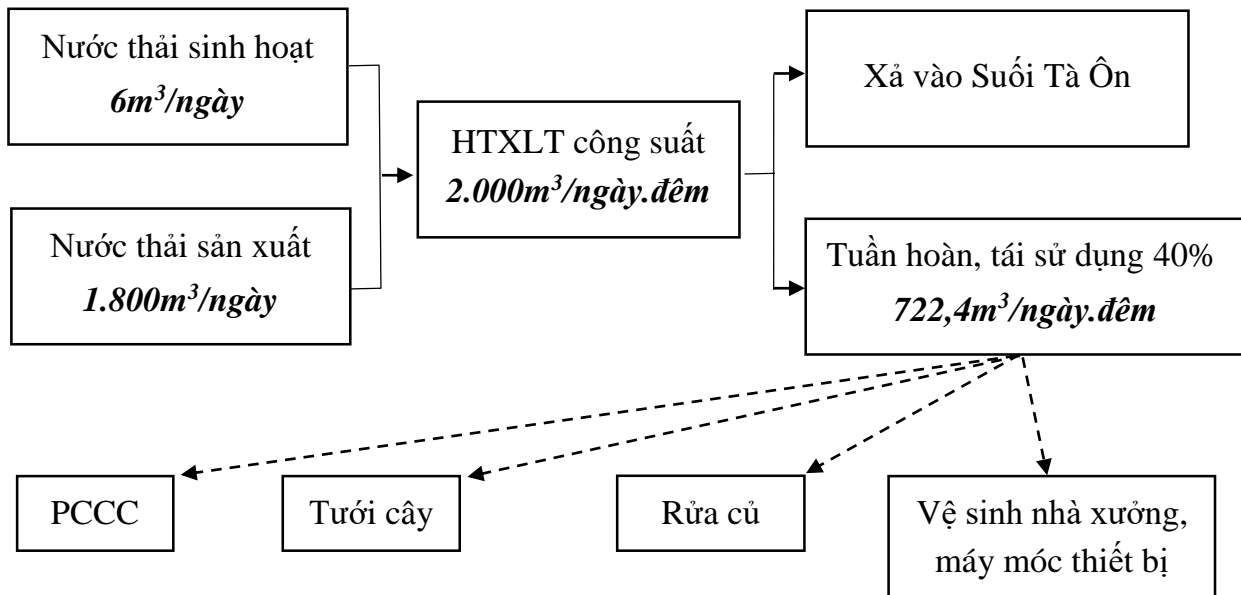 Nước thải sinh hoạt
6m³/ngày
Xả vào Suối Tà Ôn
HTXLT công suất
2.000m³/ngày.đêm
Nước thải sản xuất
1.800m³/ngày
Tuần hoàn, tái sử dụng 40%
722,4m³/ngày.đêm
PCCC
Tưới cây
Rửa củ
Vệ sinh nhà xưởng,
máy móc thiết bị